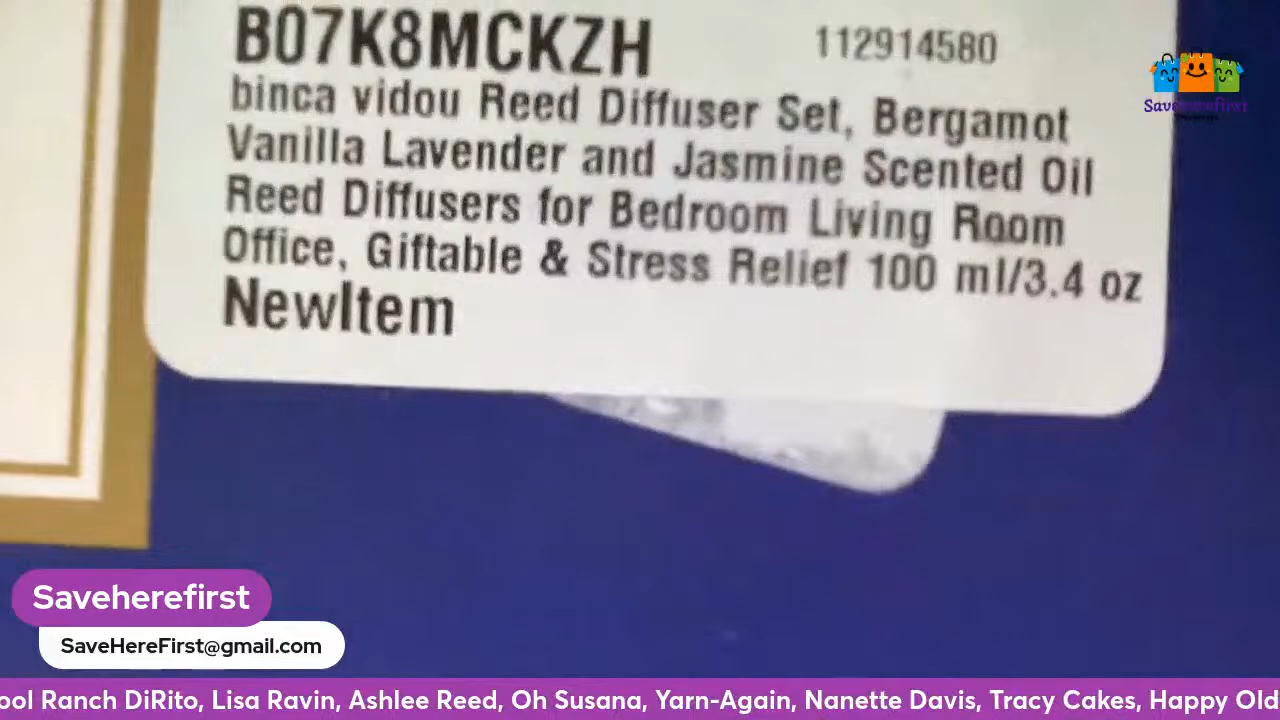 B07K8MCKZH
112914580
binca vidou Reed Diffuser Set, Bergamot
Vanilla Lavender and Jasmine Scented Oil
Reed Diffusers for Bedroom Living Room
Office, Giftable & Stress Relief 100 ml/3.4 oz
NewItem
Saveherefirst
Saveherefirst
SaveHereFirst@gmail.com
ool Ranch DiRito, Lisa Ravin, Ashlee Reed, Oh Susana, Yarn-Again, Nanette Davis, Tracy Cakes, Happy Old